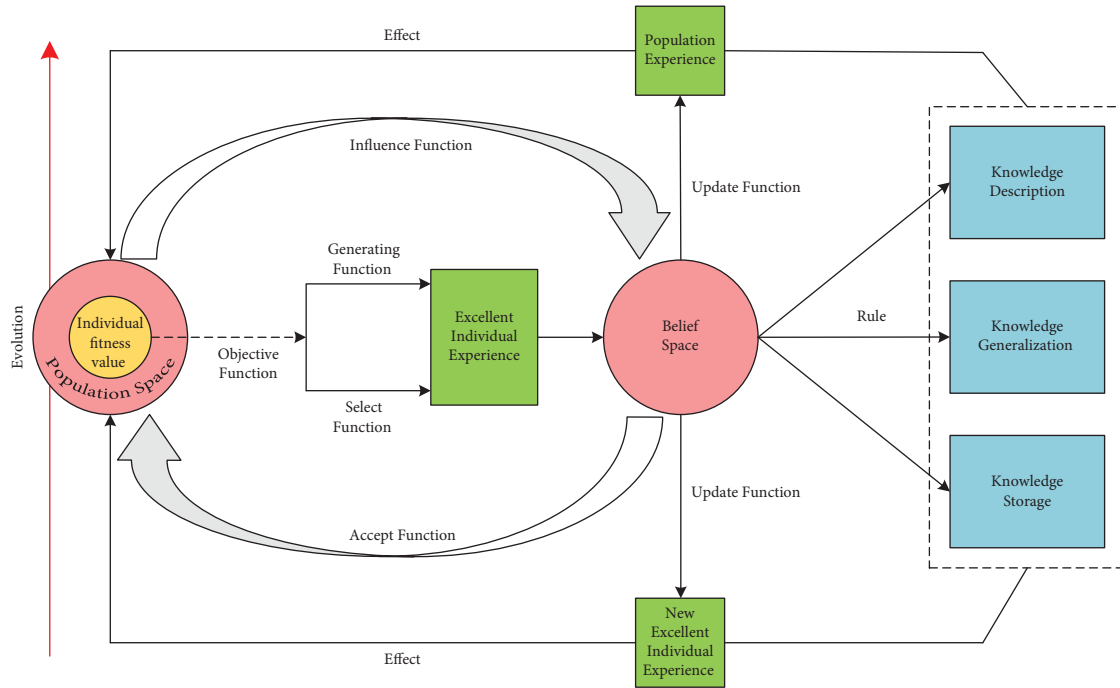 Effect
Population
Experience
Influence Function
Knowledge
Description
Update Function
Generating
Function
Evolution
Individual
fitness
value
Population Space
Objective
Function
Excellent
Individual
Experience
Belief
Space
Rule
Knowledge
Generalization
Select
Function
Knowledge
Storage
Update Function
Accept Function
New
Excellent
Individual
Experience
Effect